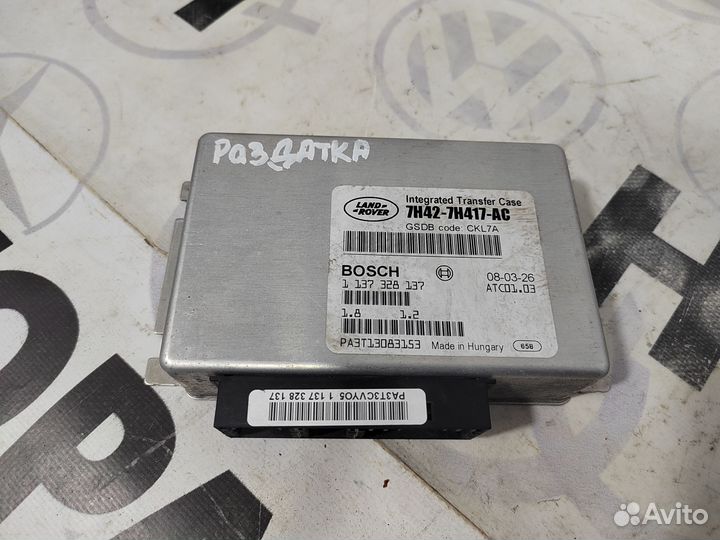 РаЗДАТКА
LAND-
-ROVER
Integrated Transfer Case
7H42-7H417-AC
GSDB code: CKL7A
BOSCH
08-03-26
1 137 328 137
ATC01.03
1.8 1.2
PA3T13083153
Made in Hungary
65B
PA3T3CVY05 1 137 328 137
Avito